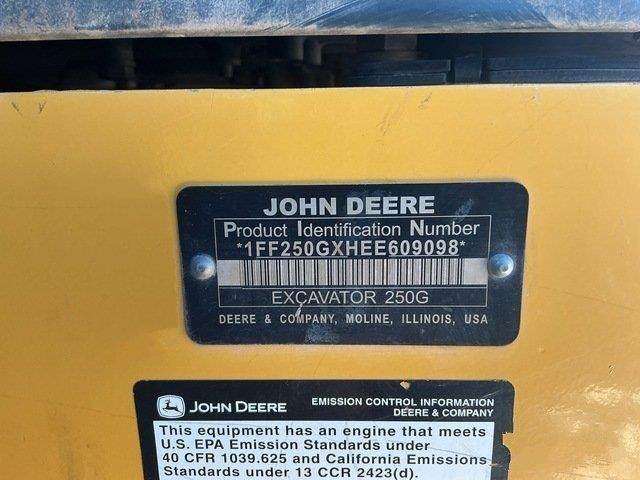 JOHN DEERE
Product Identification Number
*1FF250GXHEE609098*
EXCAVATOR 250G
DEERE & COMPANY, MOLINE, ILLINOIS, USA
JOHN DEERE
EMISSION CONTROL INFORMATION
DEERE & COMPANY
This equipment has an engine that meets
U.S. EPA Emission Standards under
40 CFR 1039.625 and California Emissions
Standards under 13 CCR 2423(d).